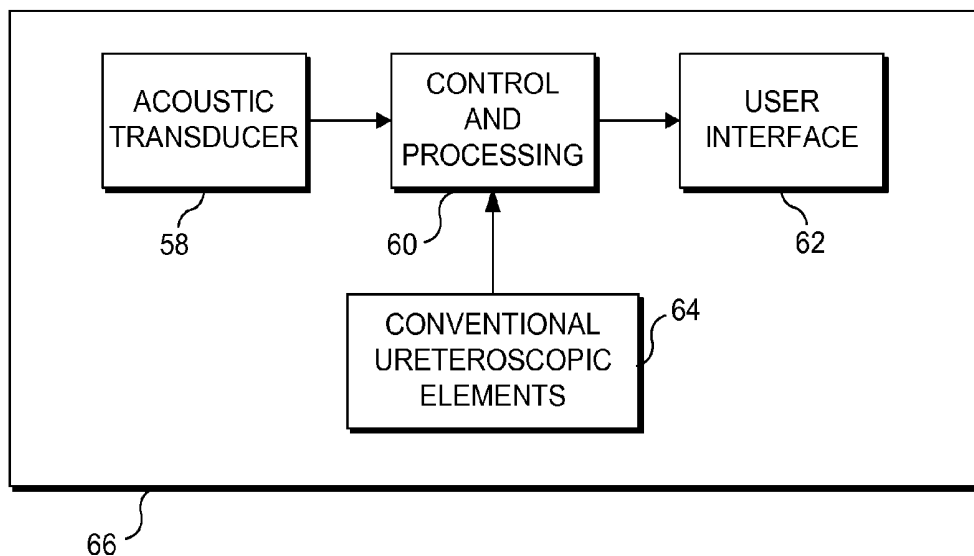 ACOUSTIC
TRANSDUCER
58
CONTROL
AND
PROCESSING
60
USER
INTERFACE
62
CONVENTIONAL
URETEROSCOPIC
ELEMENTS
64
66